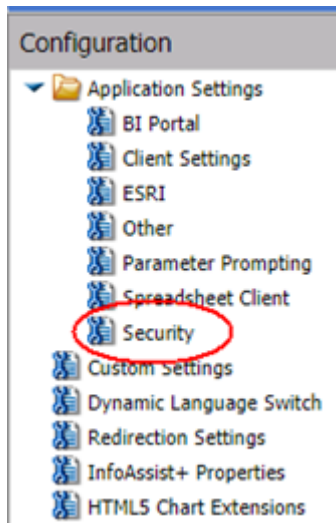 Configuration
Application Settings
BI Portal
Client Settings
ESRI
Other
Parameter Prompting
Spreadsheet Client
Security
Custom Settings
Dynamic Language Switch
Redirection Settings
InfoAssist+ Properties
HTML5 Chart Extensions